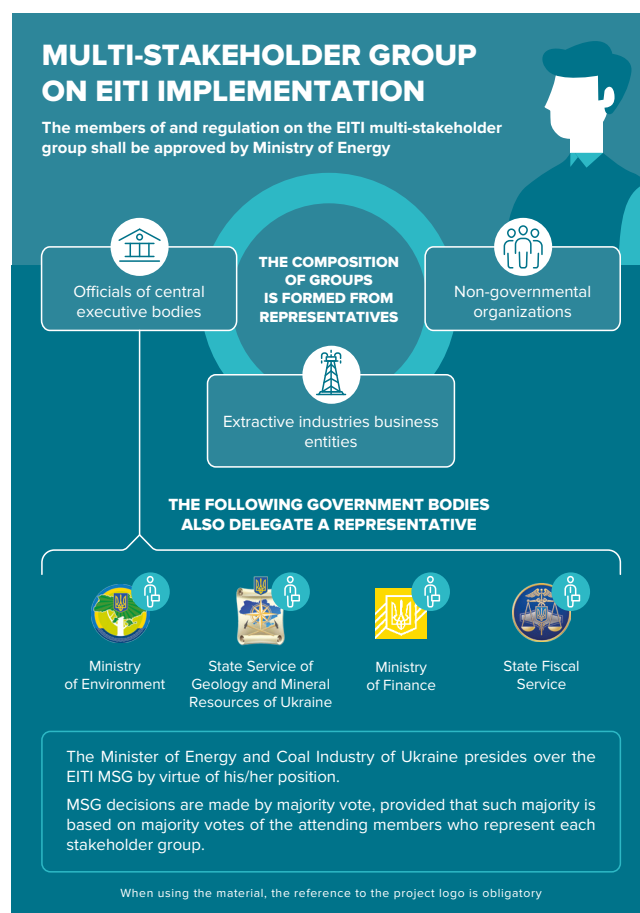 MULTI-STAKEHOLDER GROUP
ON EITI IMPLEMENTATION
The members of and regulation on the EITI multi-stakeholder
group shall be approved by Ministry of Energy
Officials of central
executive bodies
THE COMPOSITION
OF GROUPS
IS FORMED FROM
REPRESENTATIVES
Non-governmental
organizations
Extractive industries business
entities
THE FOLLOWING GOVERNMENT BODIES
ALSO DELEGATE A REPRESENTATIVE
Ministry
of Environment
State Service of
Geology and Mineral
Resources of Ukraine
Ministry
of Finance
State Fiscal
Service
The Minister of Energy and Coal Industry of Ukraine presides over the
EITI MSG by virtue of his/her position.
MSG decisions are made by majority vote, provided that such majority is
based on majority votes of the attending members who represent each
stakeholder group.
When using the material, the reference to the project logo is obligatory